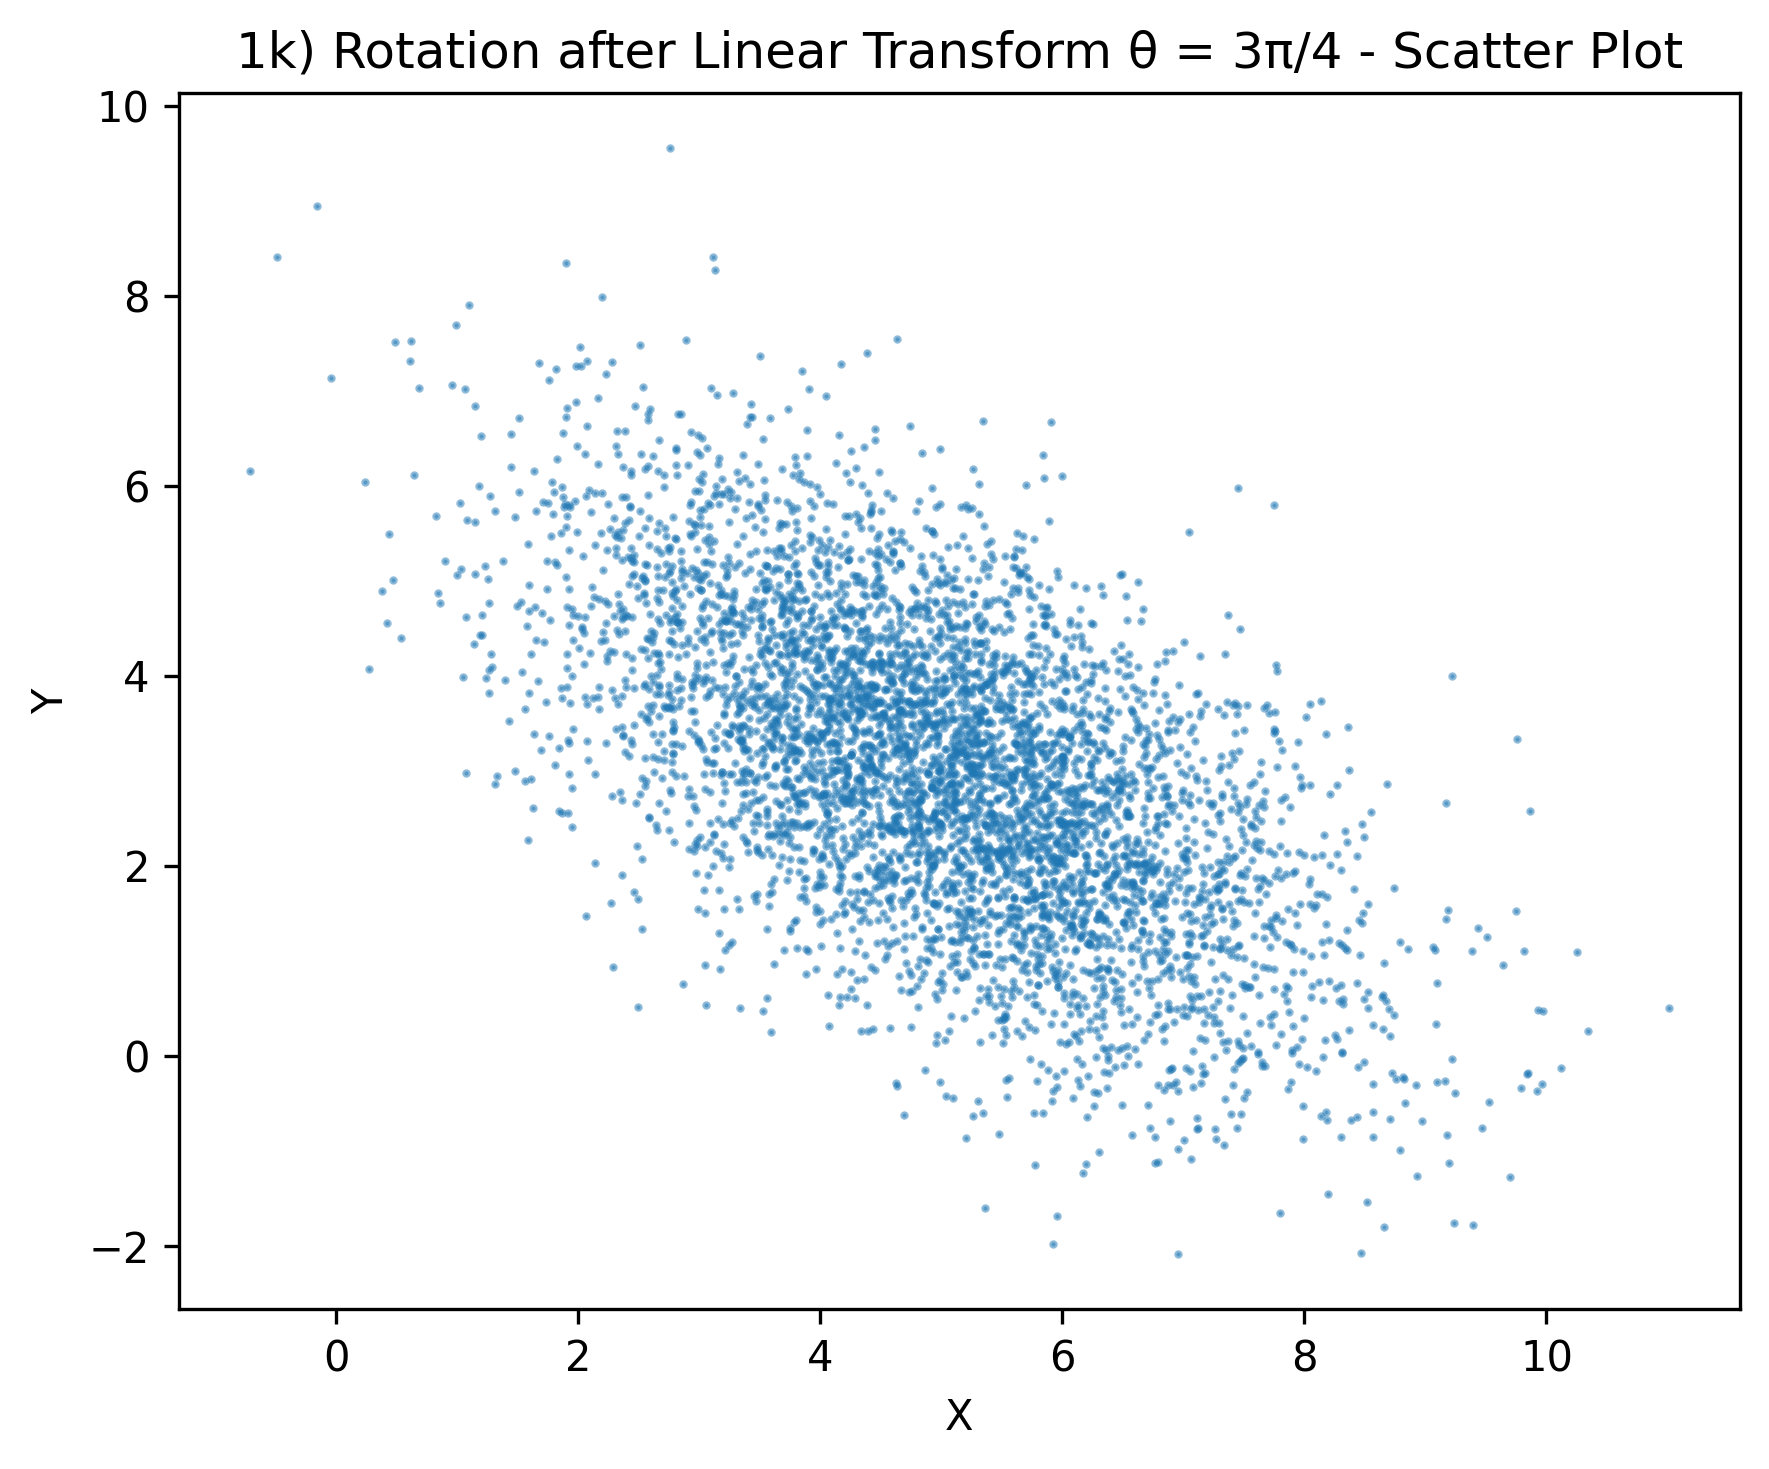 1k) Rotation after Linear Transform θ = 3π/4 - Scatter Plot
10
8
6
4
2
0
−2
Y
0 2 4 6 8 10
X